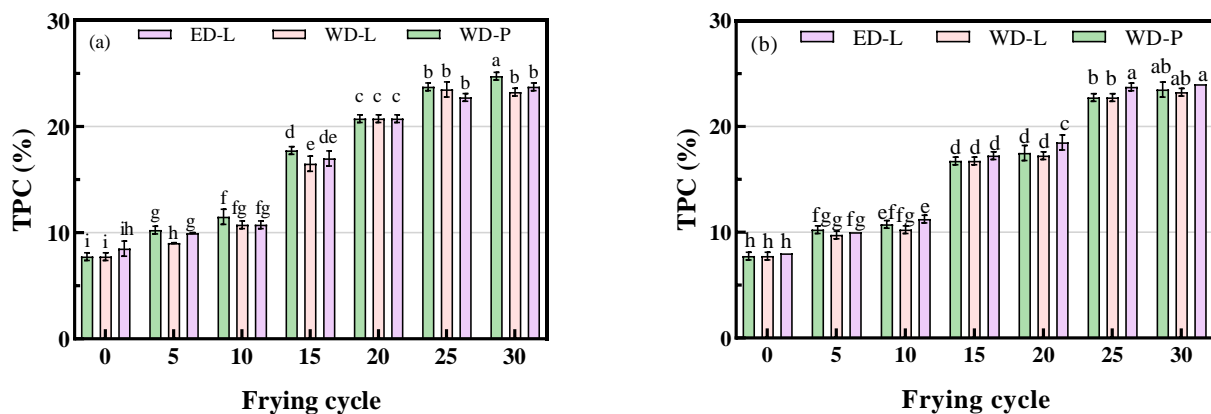 (a) ED-L WD-L WD-P
TPC (%)
30
20
10
0
i i ih
g h g
f fg fg
d e de
c c c
b b b
a b b
0 5 10 15 20 25 30
Frying cycle
(b) ED-L WD-L WD-P
TPC (%)
30
20
10
0
h h h
fg g fg
ef fg e
d d d
d d c
b b a
ab ab a
0 5 10 15 20 25 30
Frying cycle